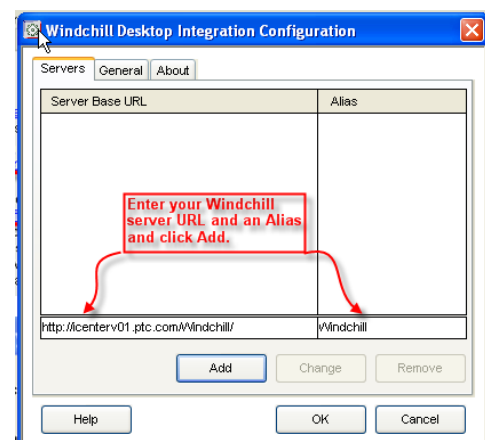 Windchill Desktop Integration Configuration
Servers General About
Server Base URL Alias
Enter your Windchill
server URL and an Alias
and click Add.
http://icenterv01.ptc.com/Windchill/ Windchill
Add Change Remove
Help OK Cancel